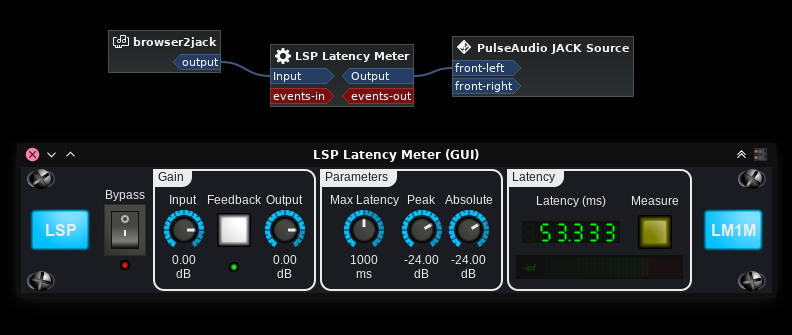 browser2jack
output
LSP Latency Meter
Input
Output
events-in
events-out
PulseAudio JACK Source
front-left
front-right
LSP Latency Meter (GUI)
Bypass
LSP
Gain
Input
Feedback
Output
0.00
dB
0.00
dB
Parameters
Max Latency
Peak
Absolute
1000
ms
-24.00
dB
-24.00
dB
Latency
Latency (ms)
Measure
53.333
-inf
LM1M